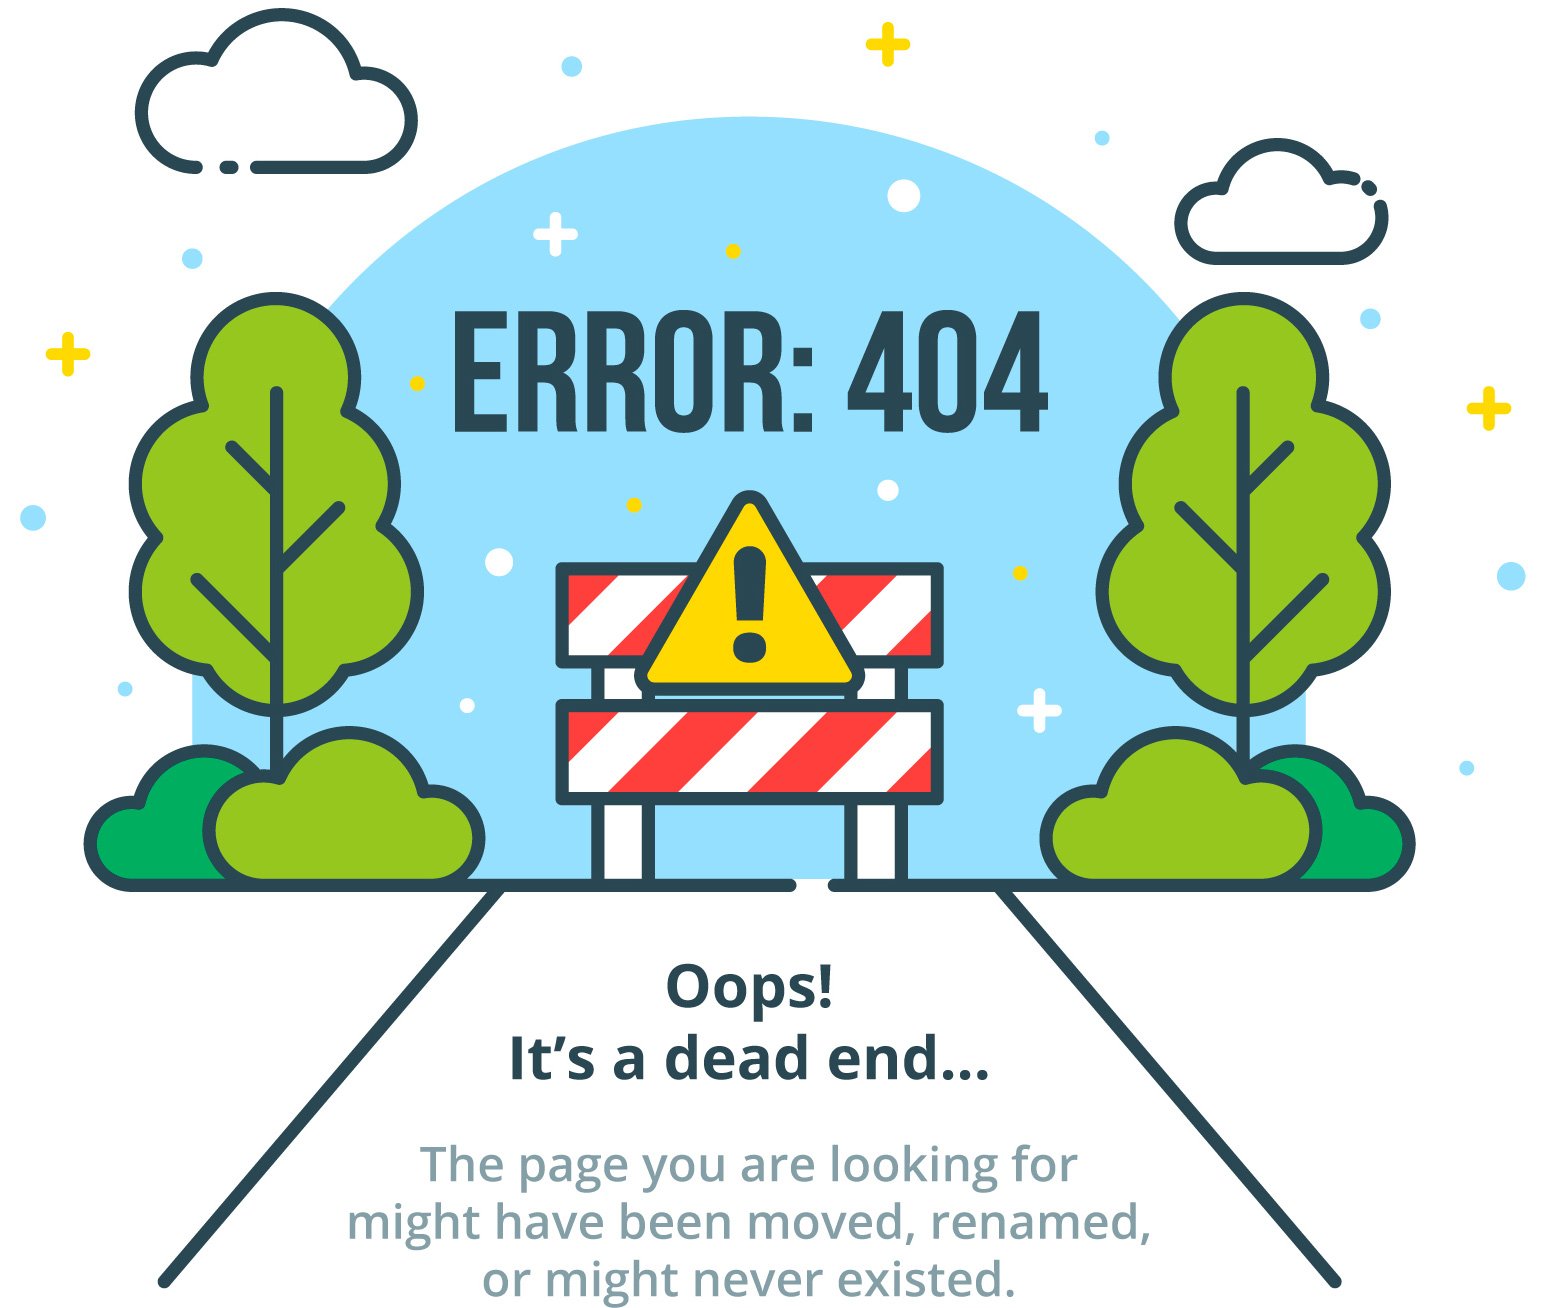 ERROR: 404
!
Oops!
It’s a dead end...
The page you are looking for
might have been moved, renamed,
or might never existed.